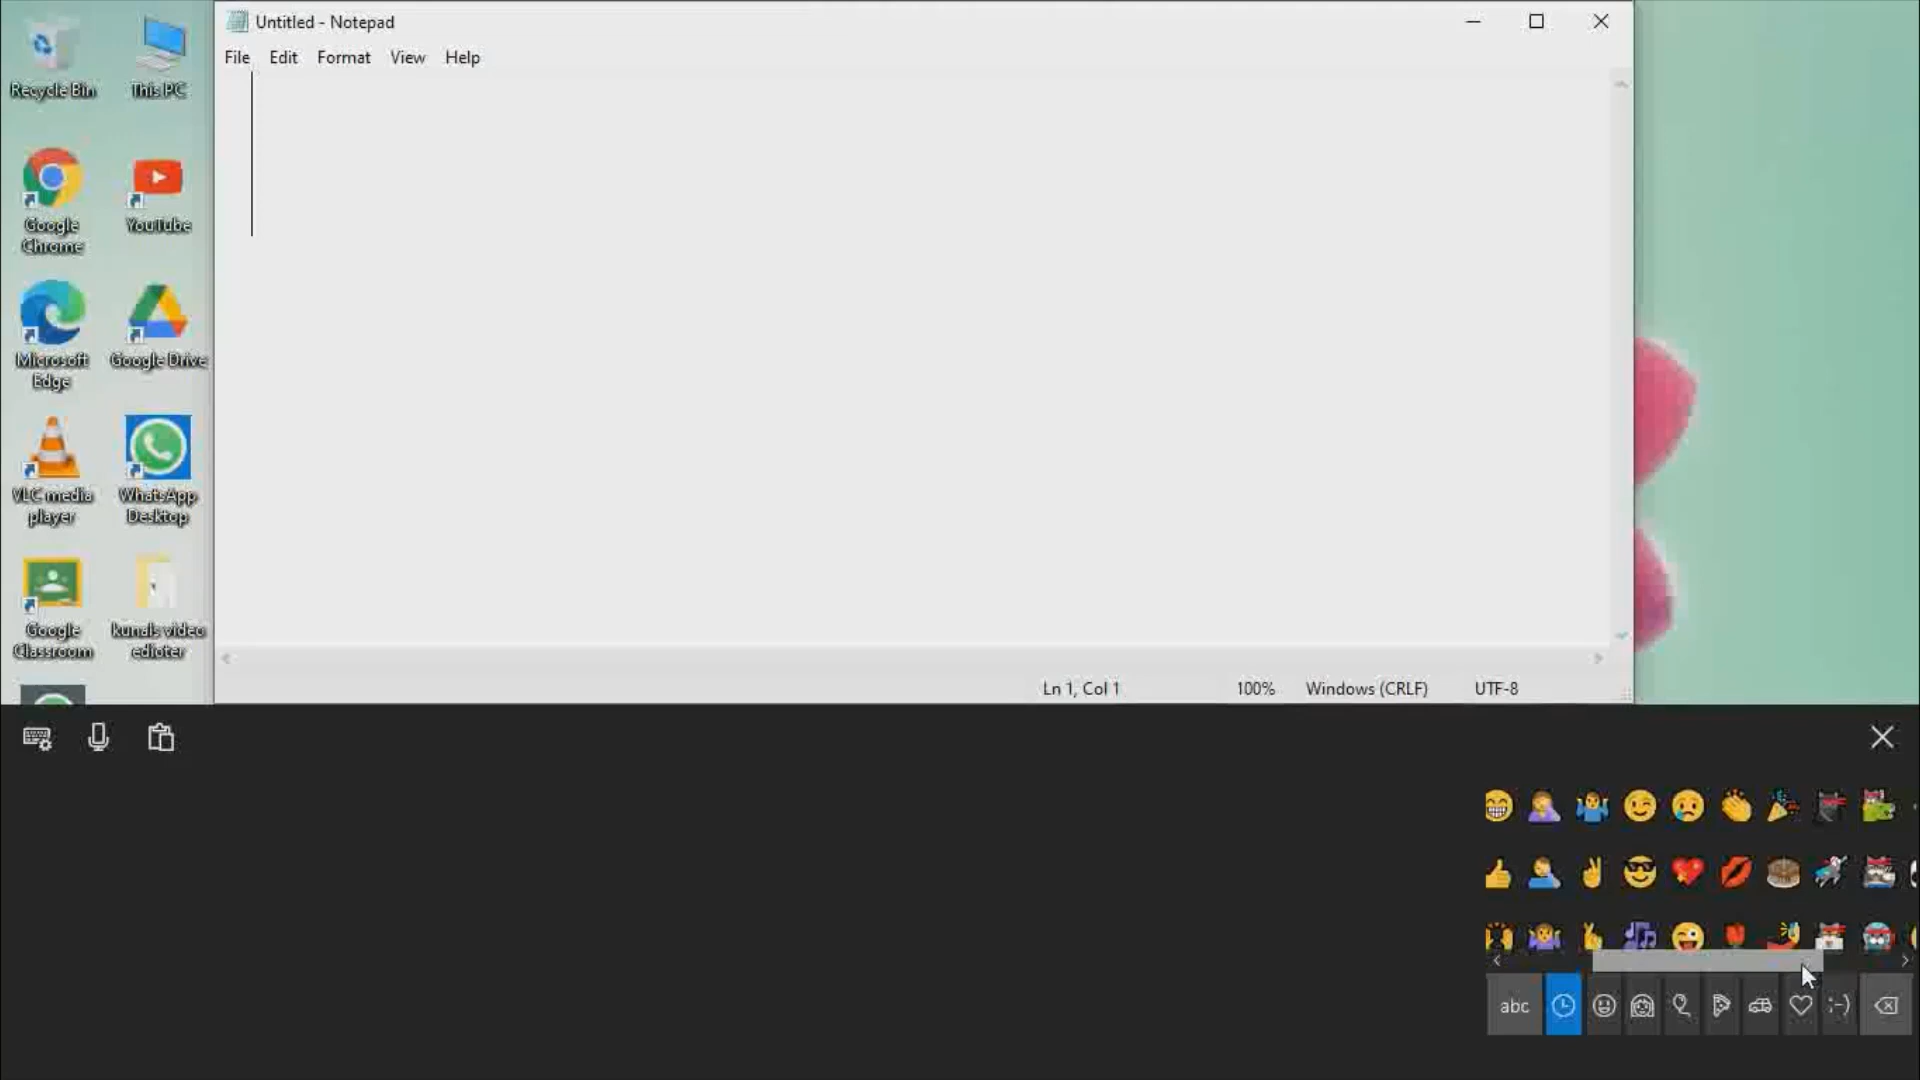 Untitled - Notepad
File Edit Format View Help
Recycle Bin
This PC
Google Chrome
YouTube
Microsoft Edge
Google Drive
VLC media player
WhatsApp Desktop
Google Classroom
kunals video edioter
Ln 1, Col 1
100%
Windows (CRLF)
UTF-8
abc
;-)